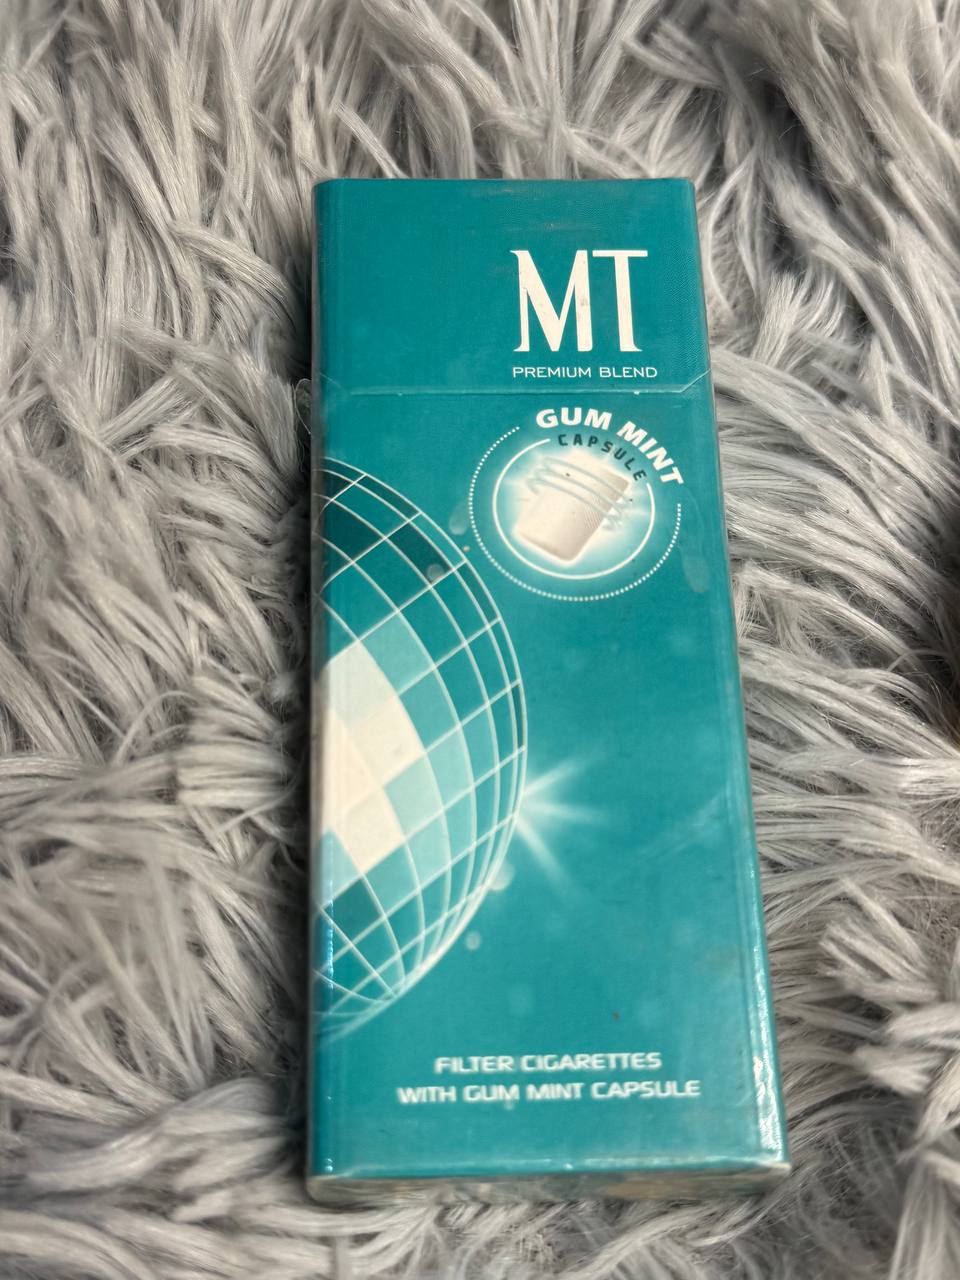 MT
PREMIUM BLEND
GUM MINT
CAPSULE
FILTER CIGARETTES
WITH GUM MINT CAPSULE